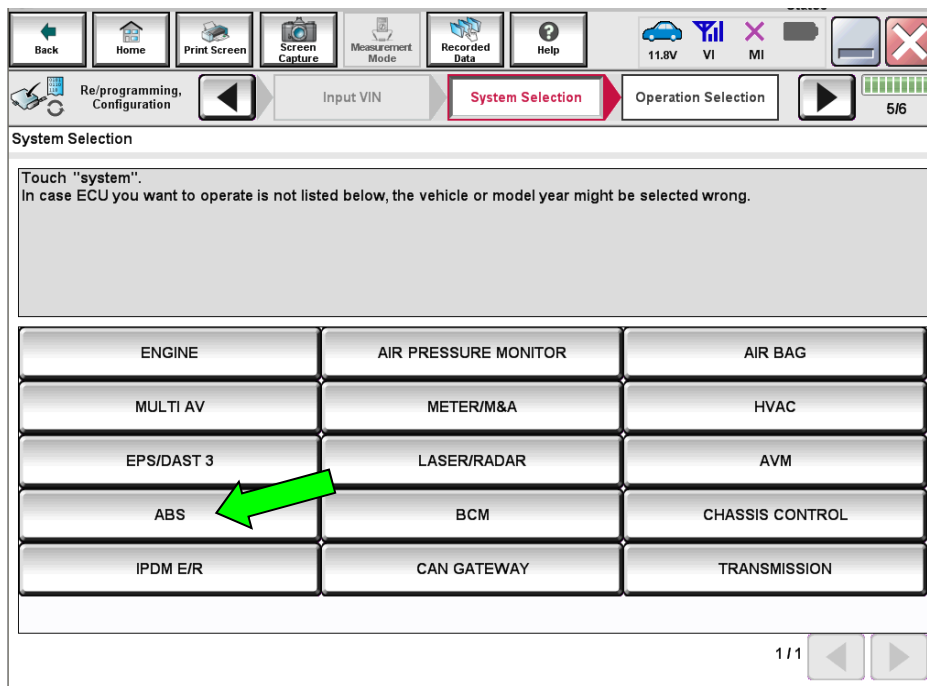 Back
Home
Print Screen
Screen
Capture
Measurement
Mode
Recorded
Data
Help
11.8V
VI
MI
Re/programming,
Configuration
Input VIN
System Selection
Operation Selection
5/6
System Selection
Touch "system".
In case ECU you want to operate is not listed below, the vehicle or model year might be selected wrong.
ENGINE
AIR PRESSURE MONITOR
AIR BAG
MULTI AV
METER/M&A
HVAC
EPS/DAST 3
LASER/RADAR
AVM
ABS
BCM
CHASSIS CONTROL
IPDM E/R
CAN GATEWAY
TRANSMISSION
1/1